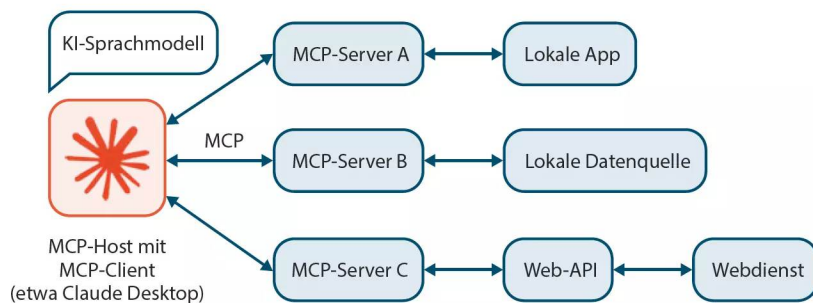 KI-Sprachmodell
MCP-Server A
Lokale App
MCP
MCP-Server B
Lokale Datenquelle
MCP-Host mit
MCP-Client
(etwa Claude Desktop)
MCP-Server C
Web-API
Webdienst